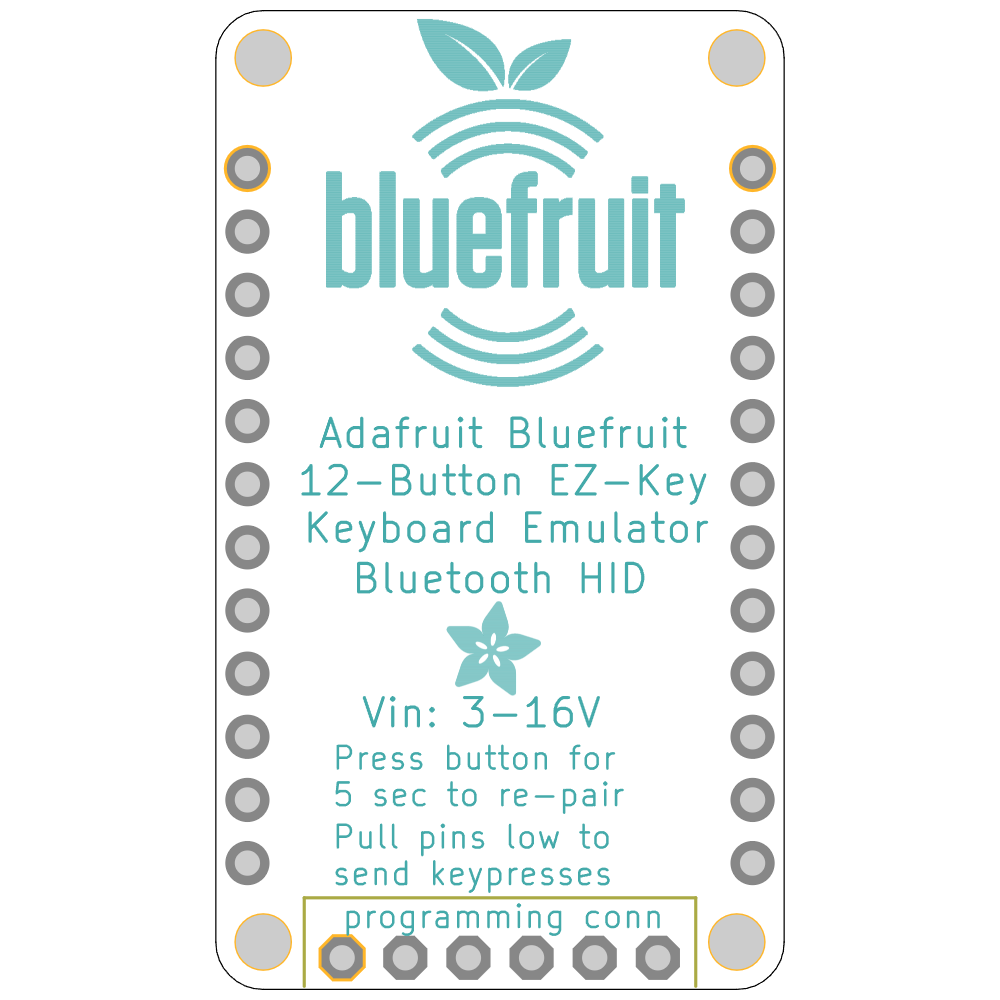 bluefruit
Adafruit Bluefruit
12-Button EZ-Key
Keyboard Emulator
Bluetooth HID
Vin: 3-16V
Press button for
5 sec to re-pair
Pull pins low to
send keypresses
programming conn